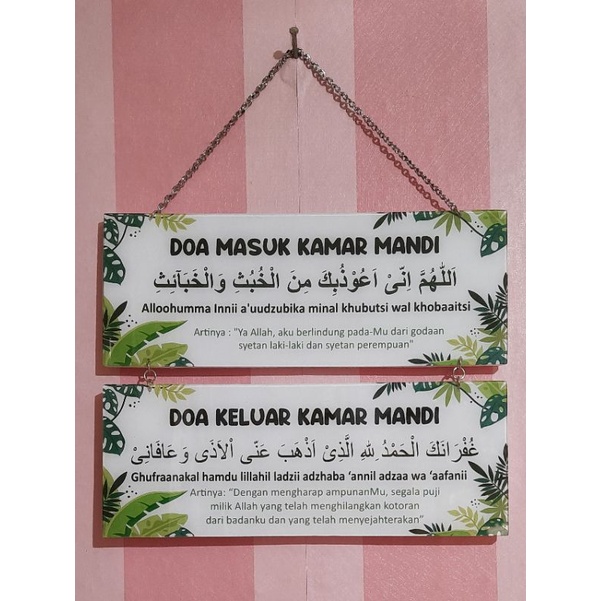 DOA MASUK KAMAR MANDI
اَللّٰهُمَّ اِنِّىْ اَعُوْذُبِكَ مِنَ الْخُبُثِ وَالْخَبَآئِثِ
Alloohumma Innii a'uudzubika minal khubutsi wal khobaaitsi
Artinya : "Ya Allah, aku berlindung pada-Mu dari godaan
syetan laki-laki dan syetan perempuan"
DOA KELUAR KAMAR MANDI
غُفْرَانَكَ الْحَمْدُ لِلّٰهِ الَّذِىْ اَذْهَبَ عَنِّى اْلاَذَى وَعَافَانِىْ
Ghufraanakal hamdu lillahil ladzii adzhaba 'annil adzaa wa 'aafanii
Artinya: "Dengan mengharap ampunanMu, segala puji
milik Allah yang telah menghilangkan kotoran
dari badanku dan yang telah menyejahterakan"